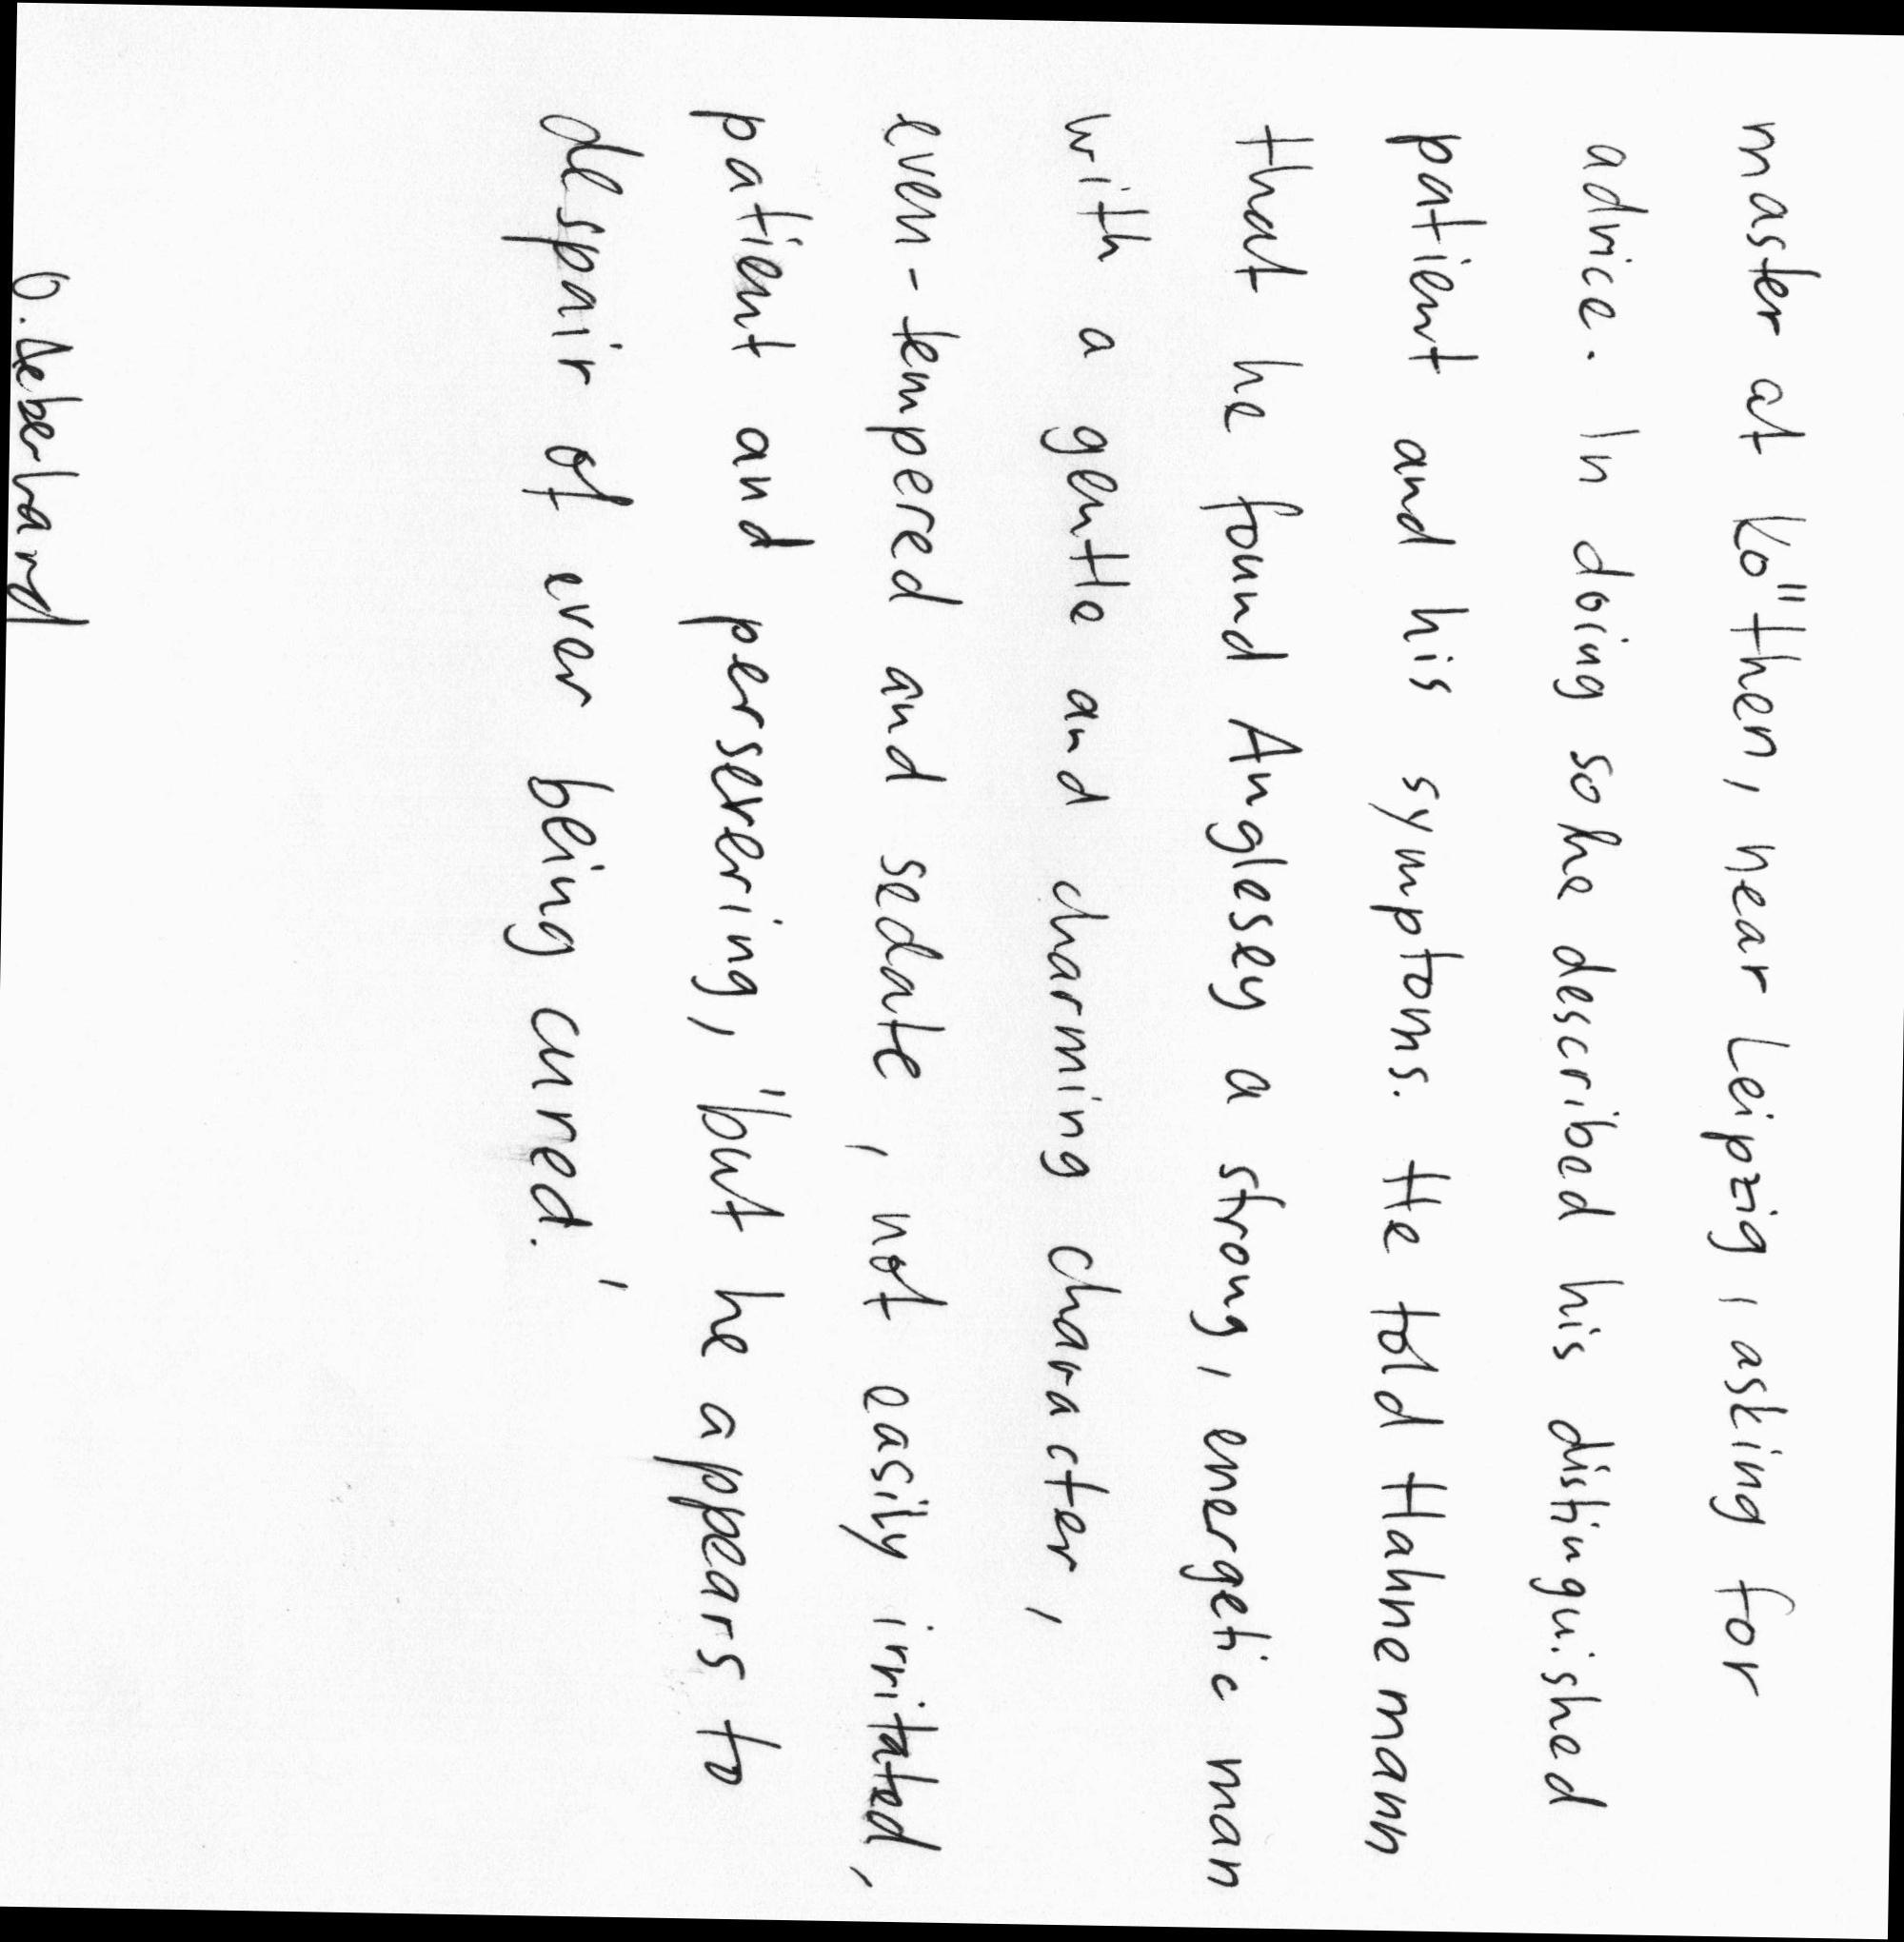 master at Ko"then, near Leipzig, asking for
advice. In doing so he described his distinguished
patient and his symptoms. He told Hahnemann
that he found Anglesey a strong, energetic man
with a gentle and charming character,
even-tempered and sedate, not easily irritated,
patient and persevering, 'but he appears to
despair of ever being cured.'